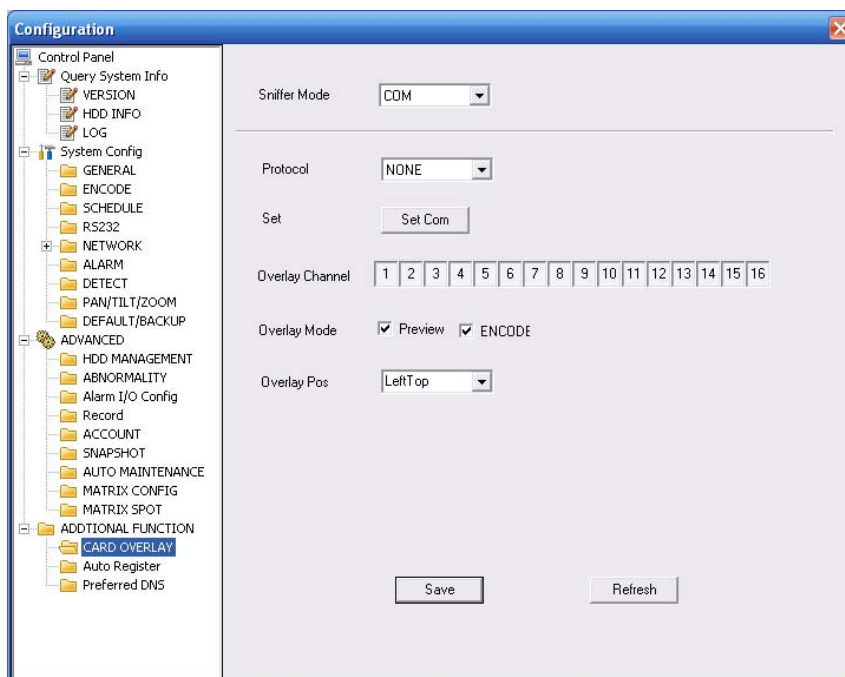 Configuration
Control Panel
Query System Info
VERSION
HDD INFO
LOG
System Config
GENERAL
ENCODE
SCHEDULE
RS232
NETWORK
ALARM
DETECT
PAN/TILT/ZOOM
DEFAULT/BACKUP
ADVANCED
HDD MANAGEMENT
ABNORMALITY
Alarm I/O Config
Record
ACCOUNT
SNAPSHOT
AUTO MAINTENANCE
MATRIX CONFIG
MATRIX SPOT
ADDTIONAL FUNCTION
CARD OVERLAY
Auto Register
Preferred DNS
Sniffer Mode COM
Protocol NONE
Set Set Com
Overlay Channel 1 2 3 4 5 6 7 8 9 10 11 12 13 14 15 16
Overlay Mode Preview ENCODE
Overlay Pos LeftTop
Save Refresh